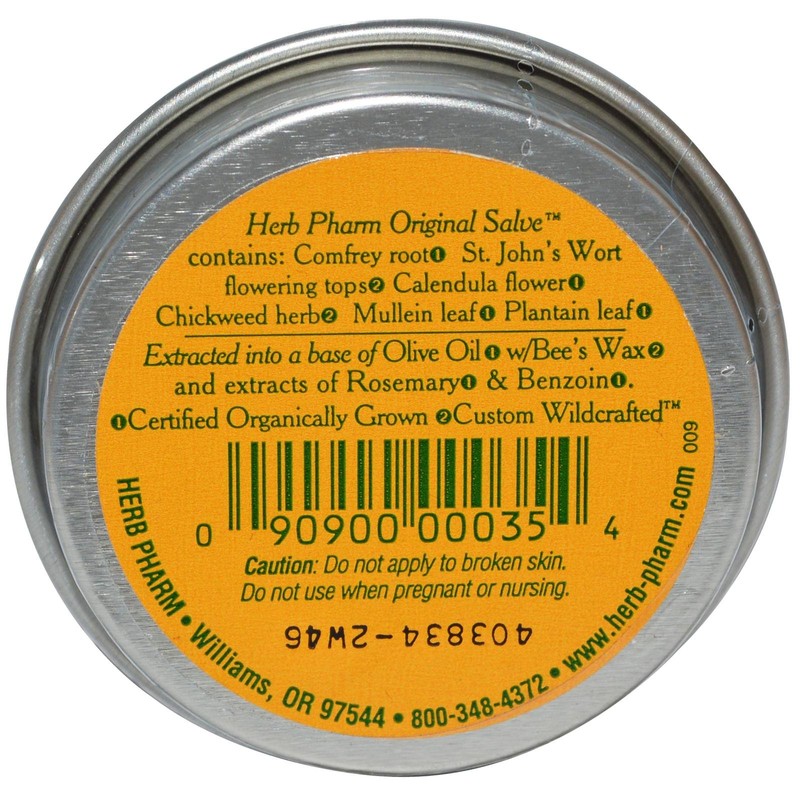 Herb Pharm Original Salve™
contains: Comfrey root❶ St. John's Wort
flowering tops❷ Calendula flower❶
Chickweed herb❷ Mullein leaf❶ Plantain leaf❶
Extracted into a base of Olive Oil❶ w/Bee's Wax❷
and extracts of Rosemary❶ & Benzoin❶.
❶Certified Organically Grown ❷Custom Wildcrafted™
009
0 90900 00035 4
Caution: Do not apply to broken skin.
Do not use when pregnant or nursing.
403834-2W46
HERB PHARM • Williams, OR 97544 • 800-348-4372 • www.herb-pharm.com